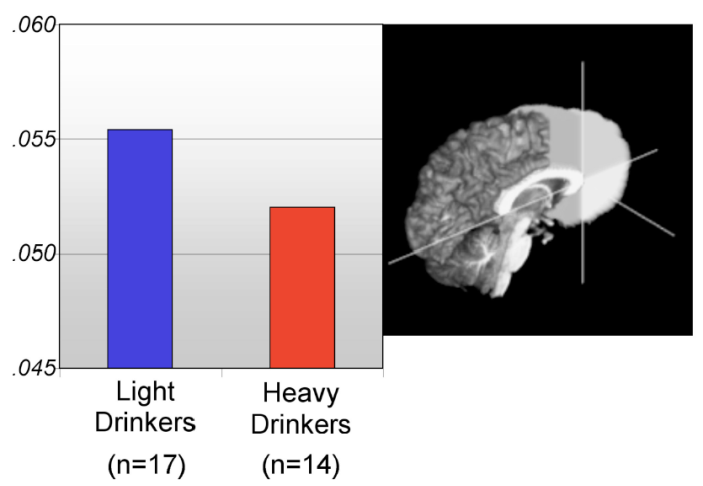 .060
.055
.050
.045
Light
Drinkers
(n=17)
Heavy
Drinkers
(n=14)